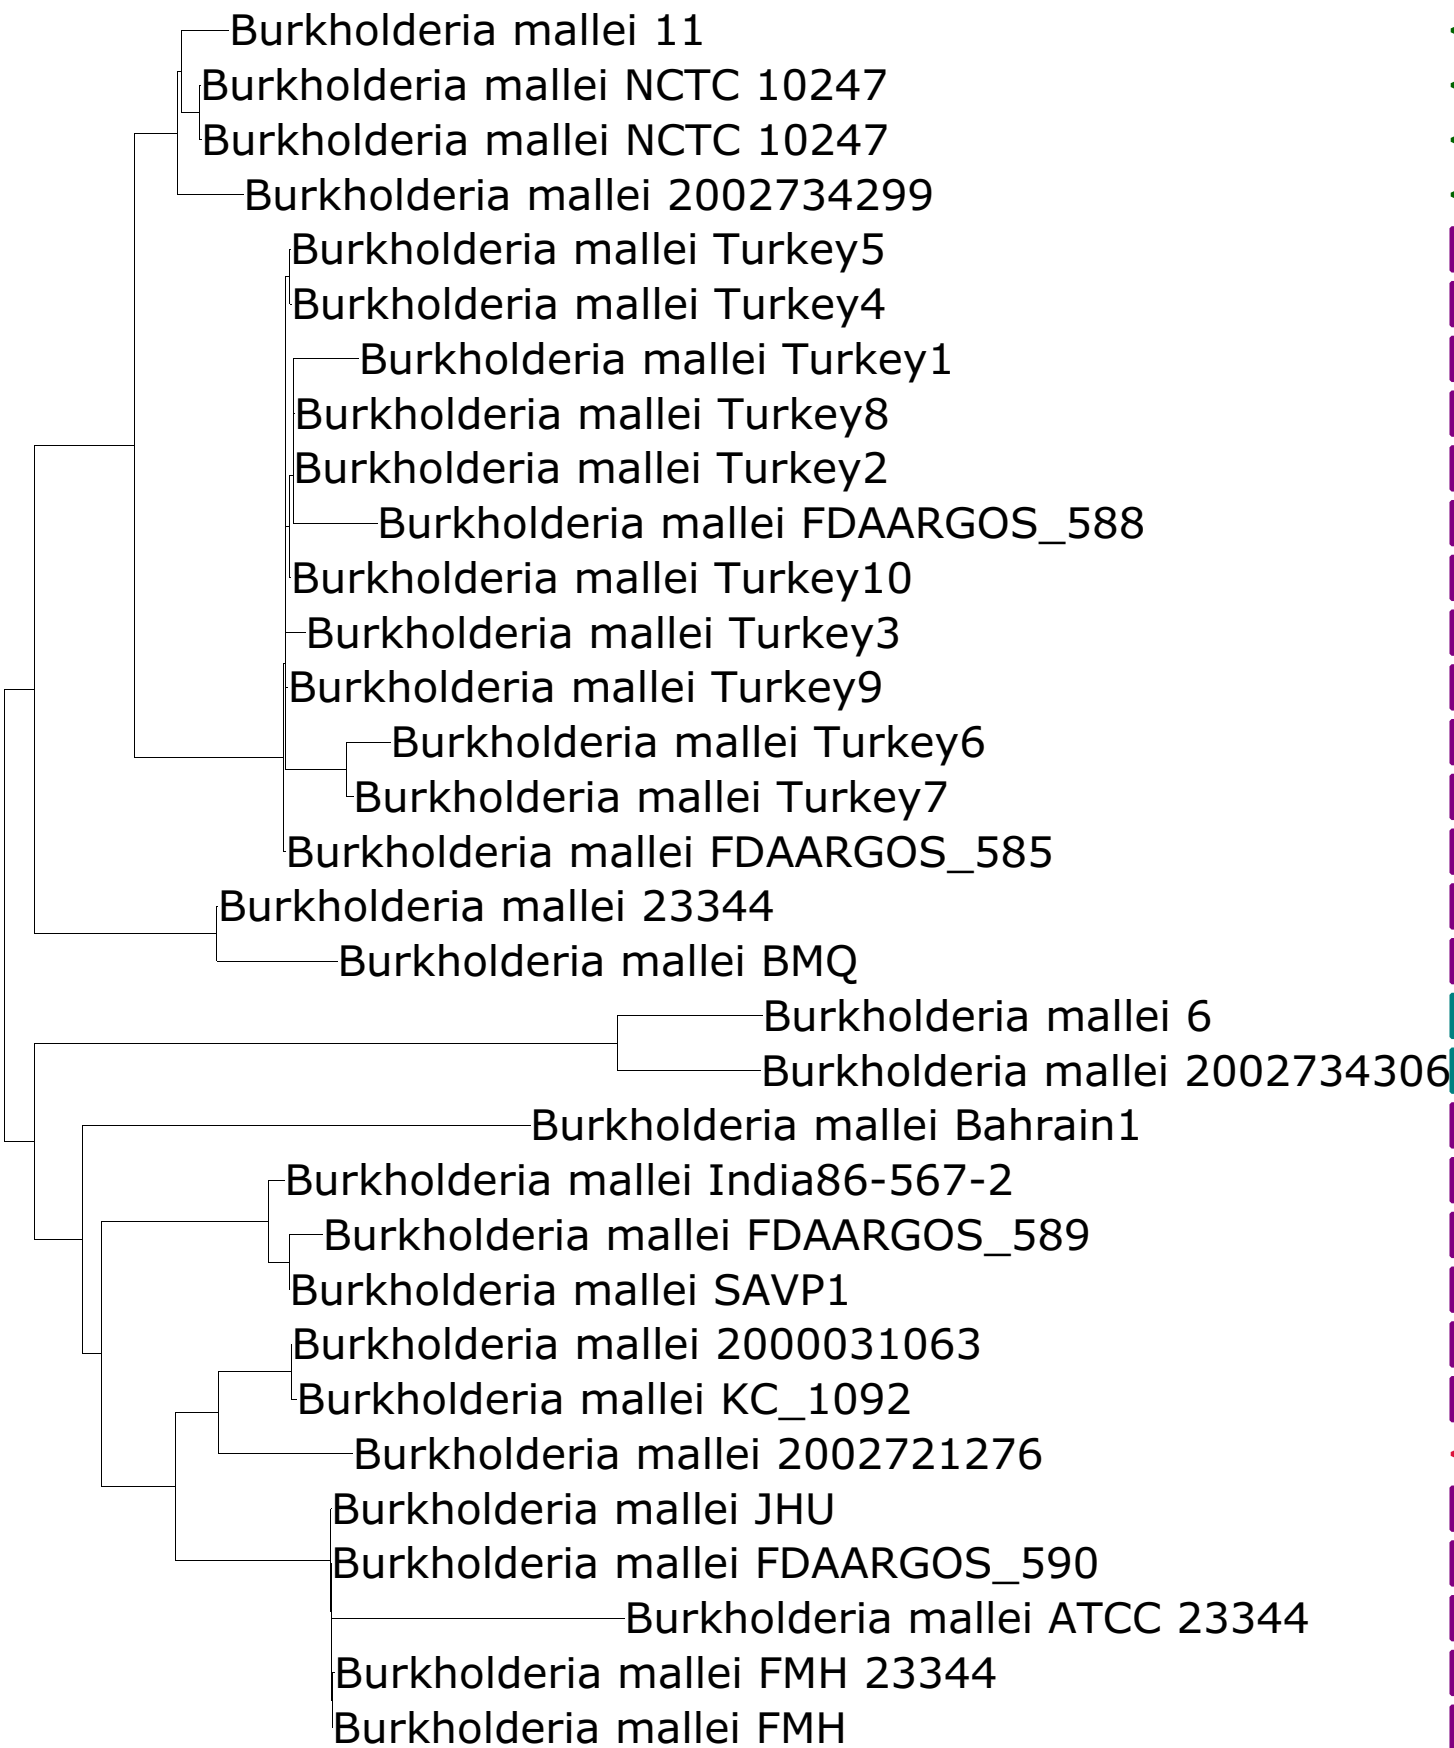 Burkholderia mallei 11
Burkholderia mallei NCTC 10247
Burkholderia mallei NCTC 10247
Burkholderia mallei 2002734299
Burkholderia mallei Turkey5
Burkholderia mallei Turkey4
Burkholderia mallei Turkey1
Burkholderia mallei Turkey8
Burkholderia mallei Turkey2
Burkholderia mallei FDAARGOS_588
Burkholderia mallei Turkey10
Burkholderia mallei Turkey3
Burkholderia mallei Turkey9
Burkholderia mallei Turkey6
Burkholderia mallei Turkey7
Burkholderia mallei FDAARGOS_585
Burkholderia mallei 23344
Burkholderia mallei BMQ
Burkholderia mallei 6
Burkholderia mallei 2002734306
Burkholderia mallei Bahrain1
Burkholderia mallei India86-567-2
Burkholderia mallei FDAARGOS_589
Burkholderia mallei SAVP1
Burkholderia mallei 2000031063
Burkholderia mallei KC_1092
Burkholderia mallei 2002721276
Burkholderia mallei JHU
Burkholderia mallei FDAARGOS_590
Burkholderia mallei ATCC 23344
Burkholderia mallei FMH 23344
Burkholderia mallei FMH